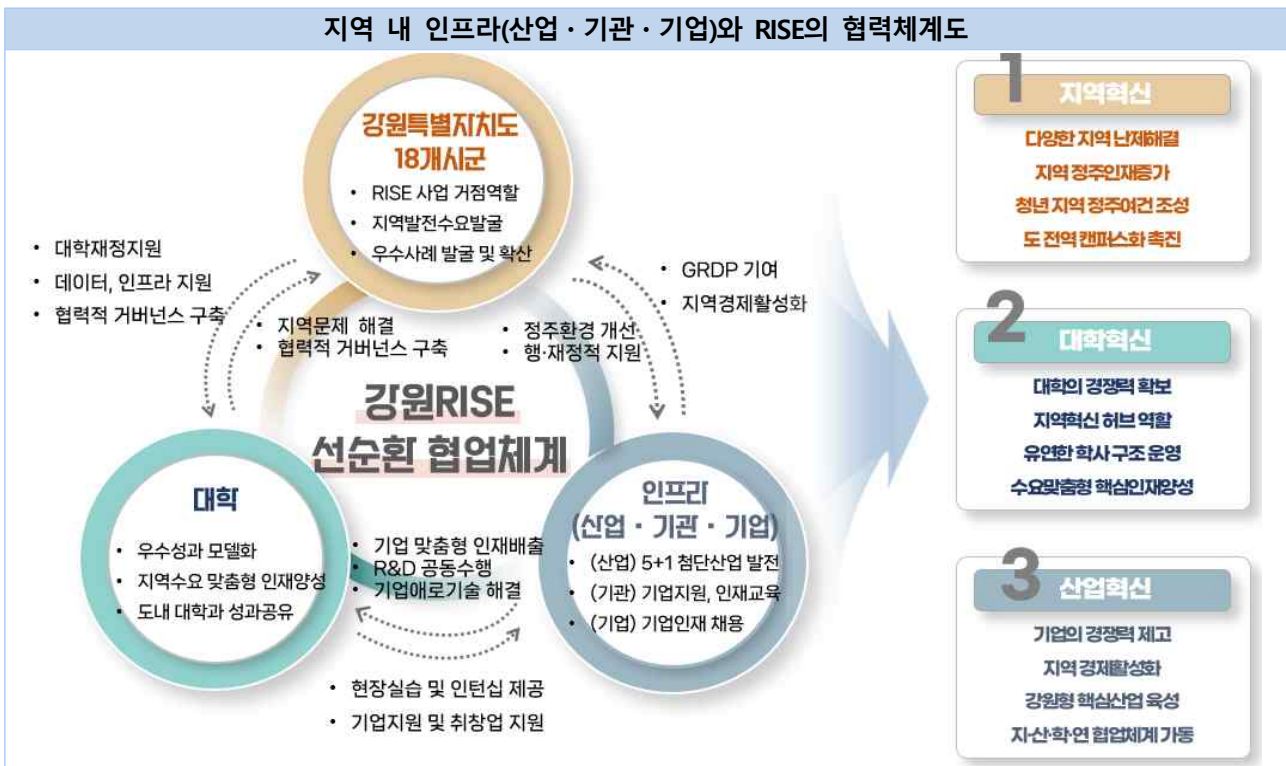 지역 내 인프라(산업・기관・기업)와 RISE의 협력체계도
강원특별자치도
18개시군
• RISE 사업 거점역할
• 지역발전수요발굴
• 우수사례 발굴 및 확산
• 대학재정지원
• 데이터, 인프라 지원
• 협력적 거버넌스 구축
• 지역문제 해결
• 협력적 거버넌스 구축
• 정주환경 개선
• 행·재정적 지원
• GRDP 기여
• 지역경제활성화
강원RISE
선순환 협업체계
대학
• 우수성과 모델화
• 지역수요 맞춤형 인재양성
• 도내 대학과 성과공유
• 기업 맞춤형 인재배출
• R&D 공동수행
• 기업애로기술 해결
인프라
(산업・기관・기업)
• (산업) 5+1 첨단산업 발전
• (기관) 기업지원, 인재교육
• (기업) 기업인재 채용
• 현장실습 및 인턴십 제공
• 기업지원 및 취창업 지원
1 지역혁신
다양한 지역 난제해결
지역 정주인재증가
청년 지역 정주여건 조성
도 전역 캠퍼스화 촉진
2 대학혁신
대학의 경쟁력 확보
지역혁신 허브 역할
유연한 학사 구조 운영
수요맞춤형 핵심인재양성
3 산업혁신
기업의 경쟁력 제고
지역 경제활성화
강원형 핵심산업 육성
지·산·학·연 협업체계 가동